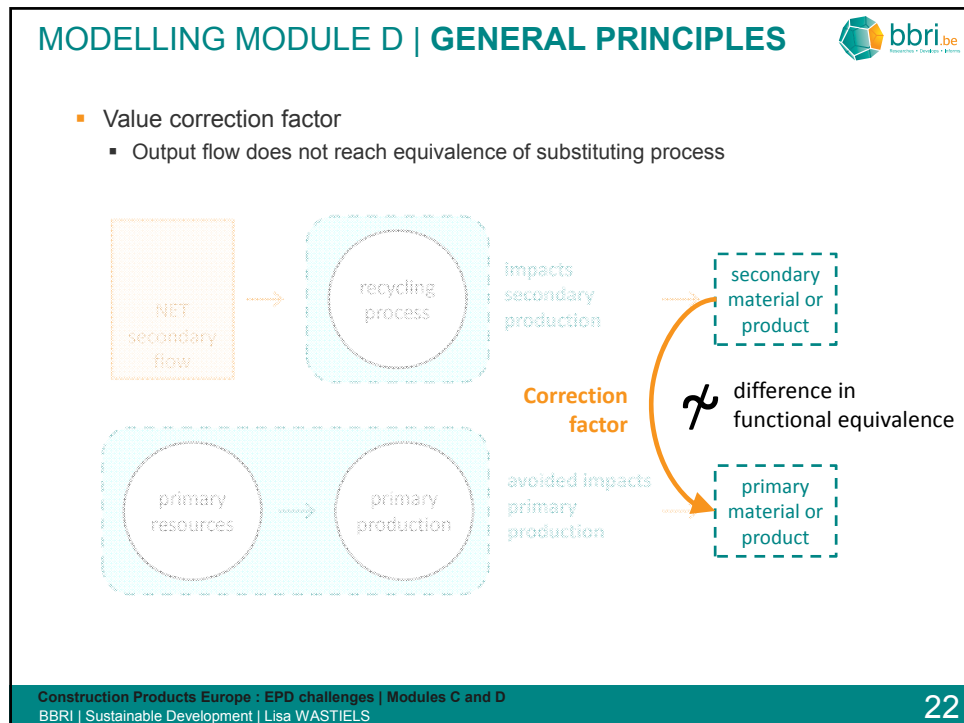 MODELLING MODULE D | GENERAL PRINCIPLES
bbri.be
Researches • Develops • Informs
Value correction factor
Output flow does not reach equivalence of substituting process
NET
secondary
flow
recycling
process
impacts
secondary
production
secondary
material or
product
Correction
factor
difference in
functional equivalence
primary
resources
primary
production
avoided impacts
primary
production
primary
material or
product
Construction Products Europe : EPD challenges | Modules C and D
BBRI | Sustainable Development | Lisa WASTIELS
22